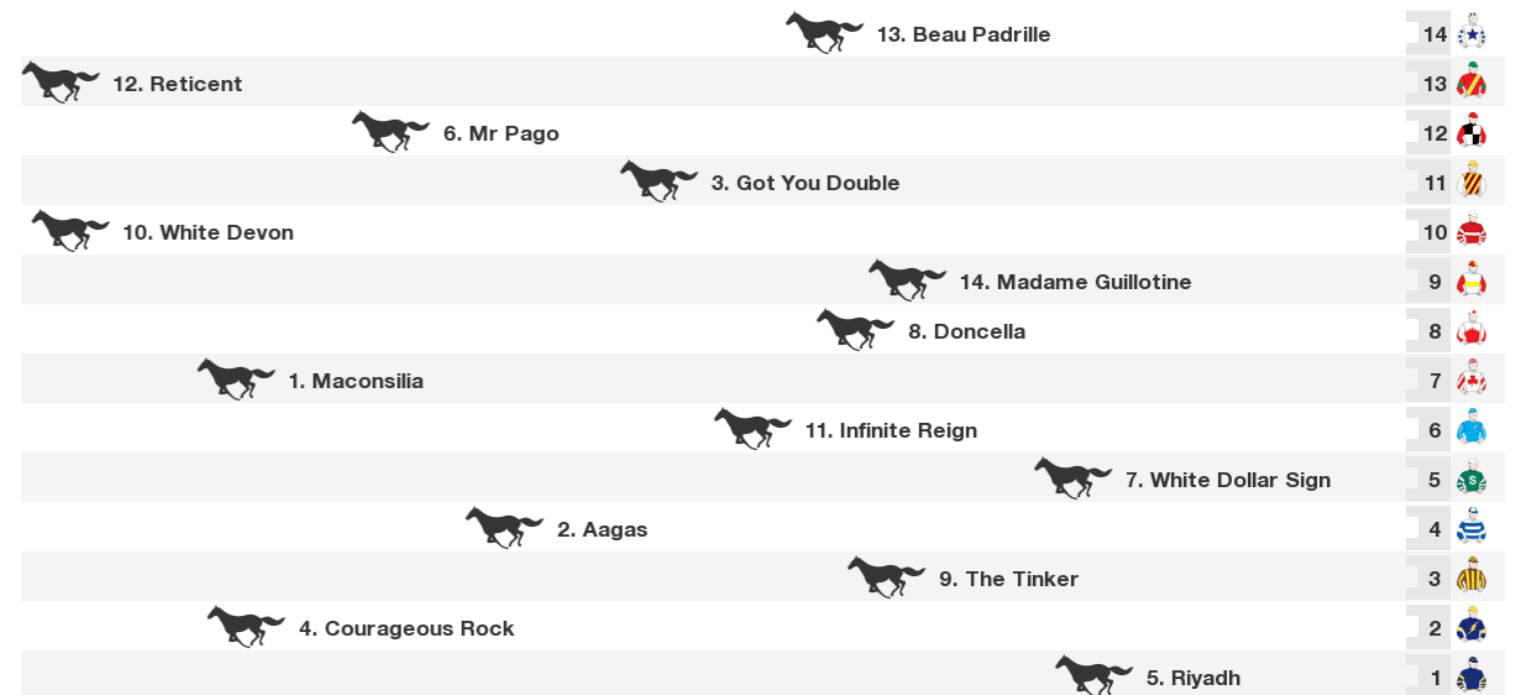 13. Beau Padrille 14
12. Reticent 13
6. Mr Pago 12
3. Got You Double 11
10. White Devon 10
14. Madame Guillotine 9
8. Doncella 8
1. Maconsilia 7
11. Infinite Reign 6
7. White Dollar Sign 5 S
2. Aagas 4
9. The Tinker 3
4. Courageous Rock 2
5. Riyadh 1